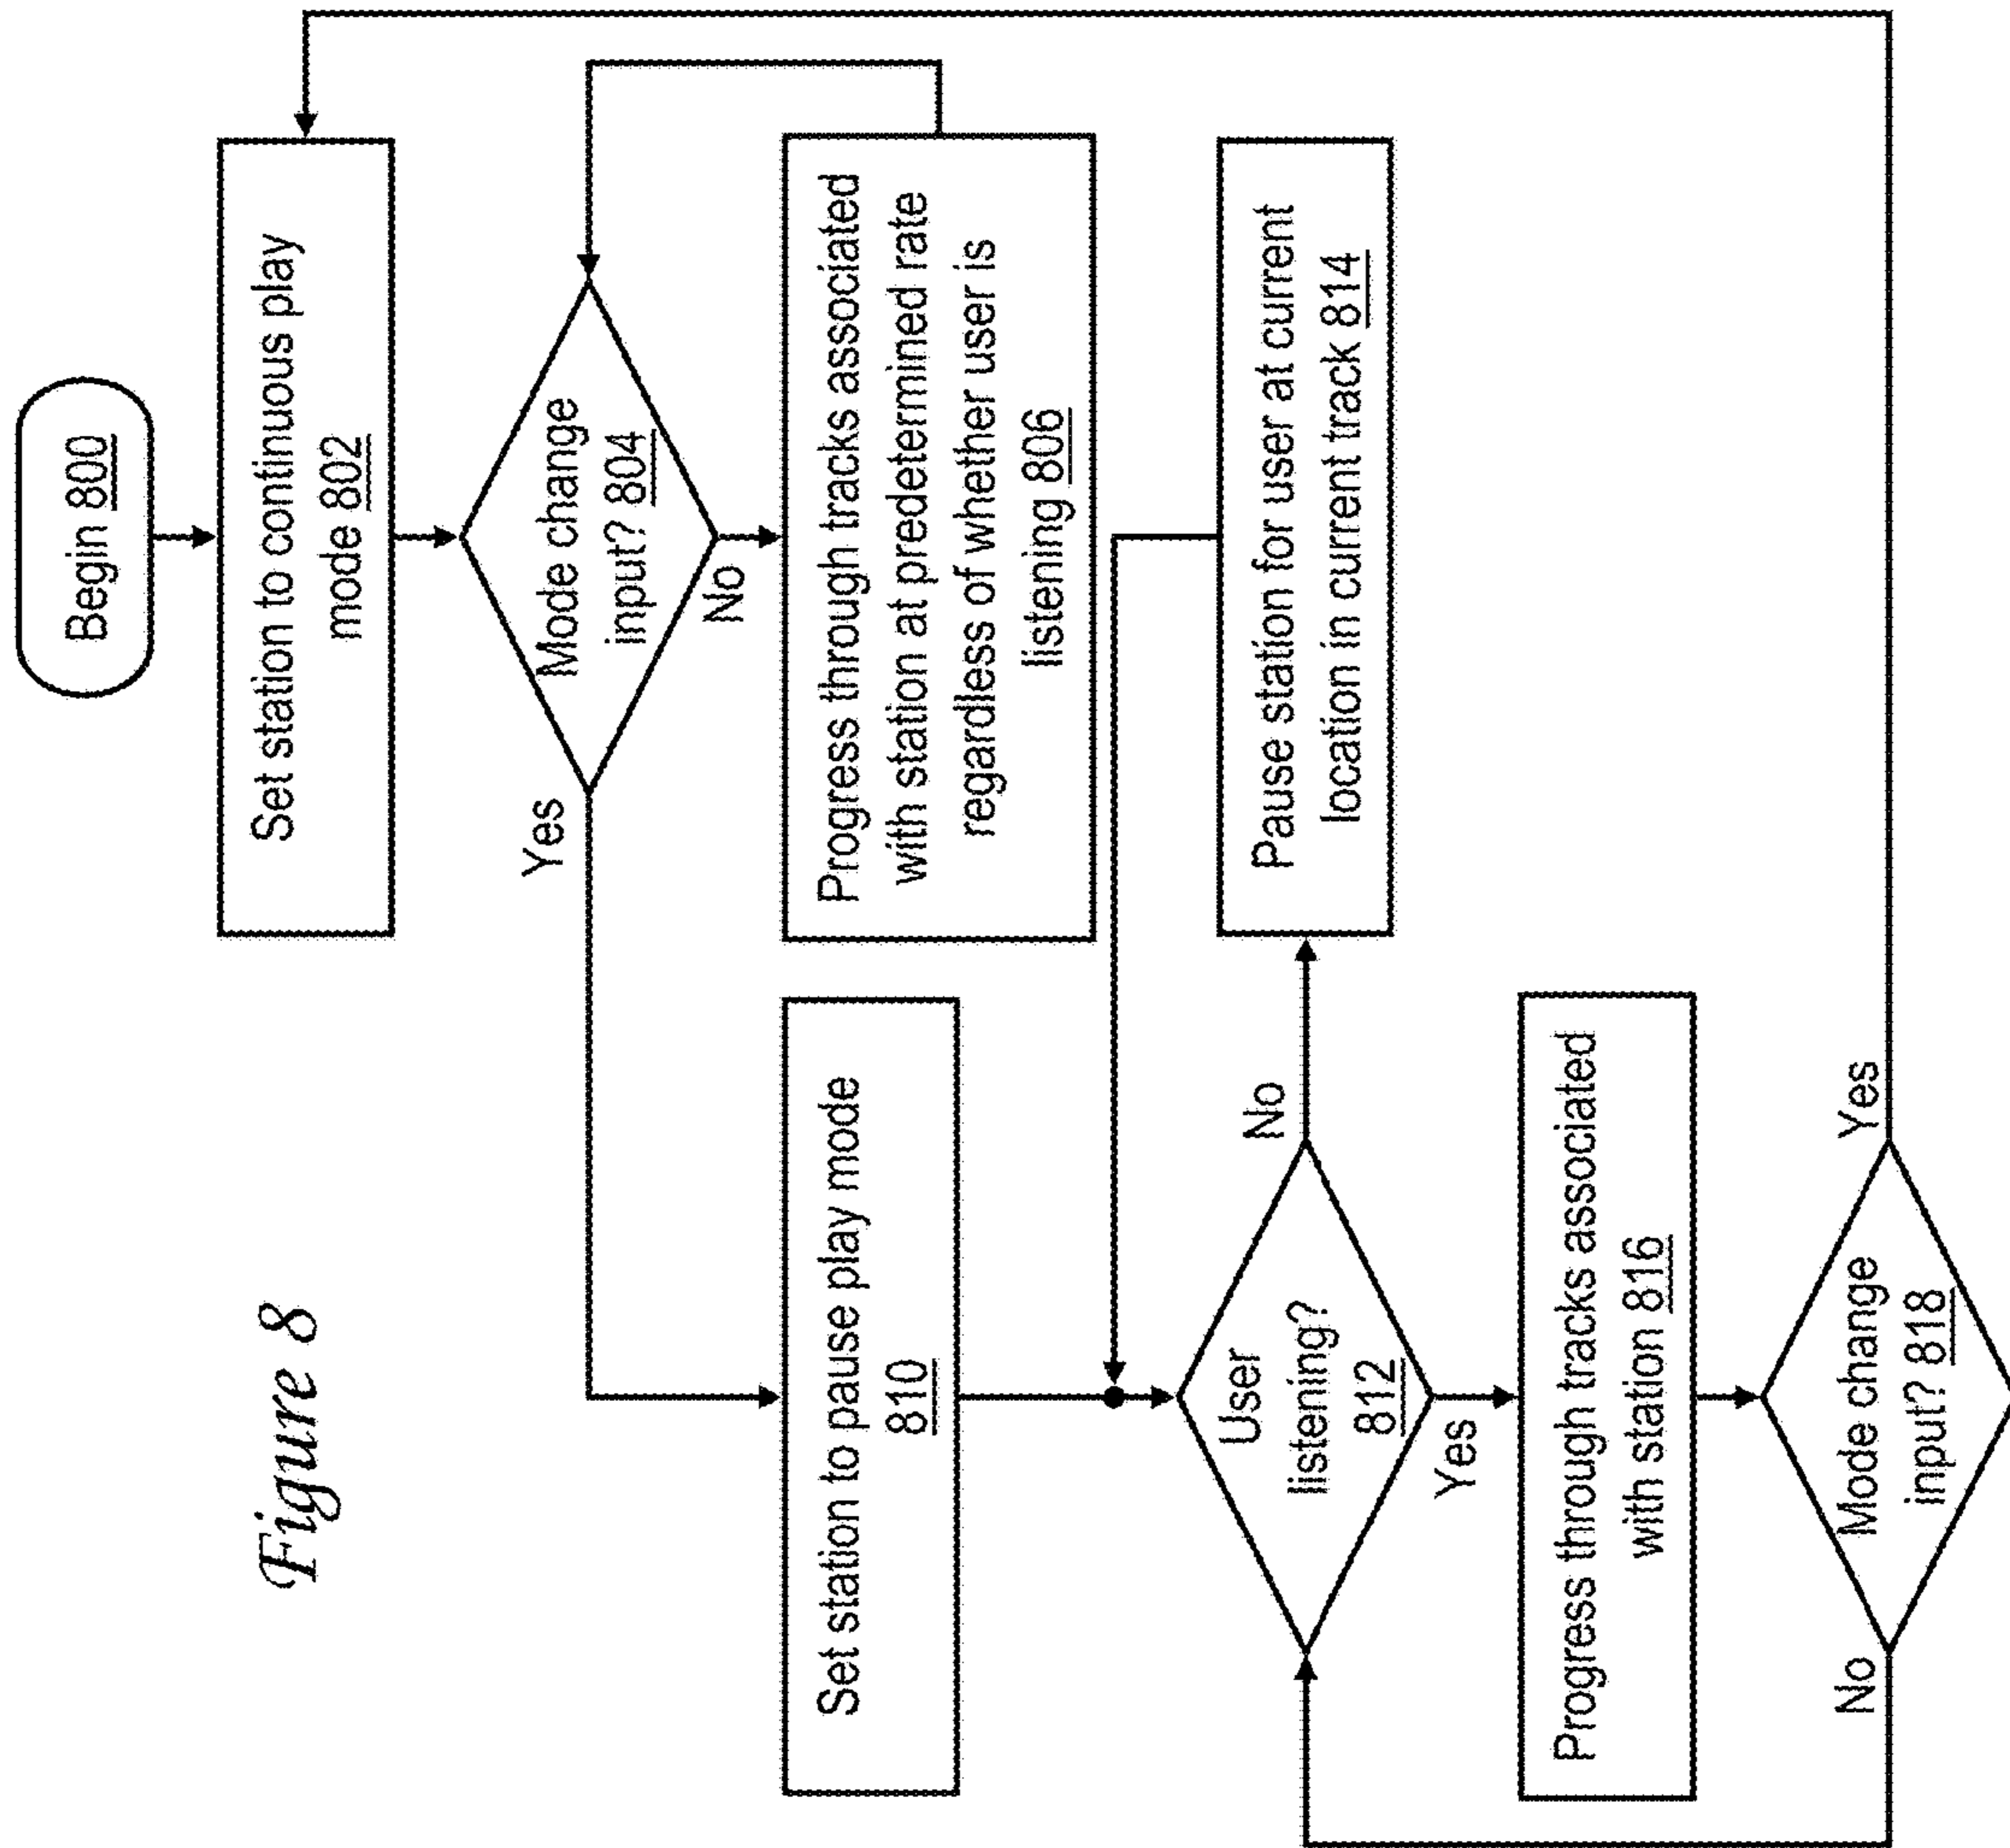 Figure 8
Begin 800
Set station to continuous play
mode 802
Mode change
input? 804
Yes
No
Progress through tracks associated
with station at predetermined rate
regardless of whether user is
listening 806
Set station to pause play mode
810
User
listening?
812
No
Yes
Pause station for user at current
location in current track 814
Progress through tracks associated
with station 816
Mode change
input? 818
No
Yes